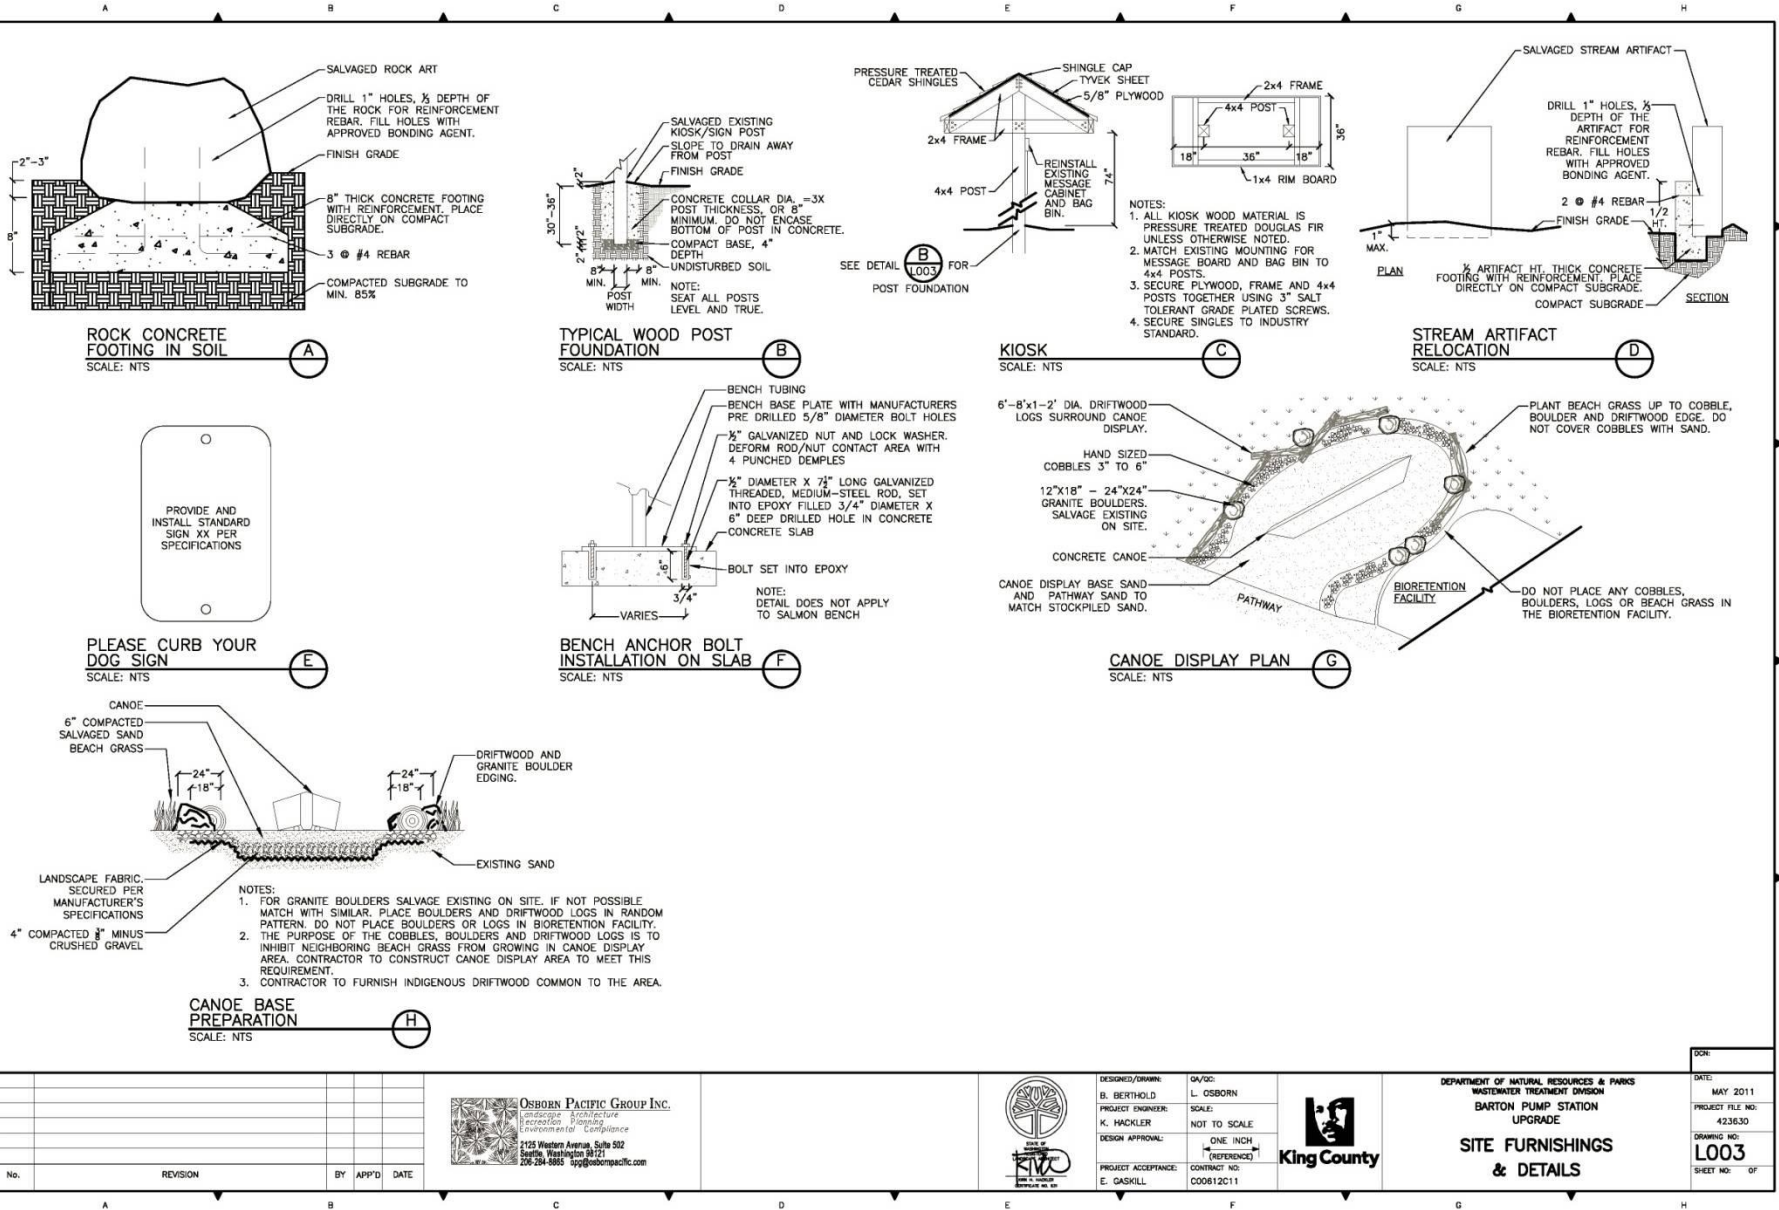 A B C D E F G H
SALVAGED ROCK ART
DRILL 1" HOLES, ⅓ DEPTH OF
THE ROCK FOR REINFORCEMENT
REBAR. FILL HOLES WITH
APPROVED BONDING AGENT.
FINISH GRADE
2"-3"
8" THICK CONCRETE FOOTING
WITH REINFORCEMENT. PLACE
DIRECTLY ON COMPACT
SUBGRADE.
8"
3 @ #4 REBAR
COMPACTED SUBGRADE TO
MIN. 85%
ROCK CONCRETE
FOOTING IN SOIL
A
SCALE: NTS
SALVAGED EXISTING
KIOSK/SIGN POST
SLOPE TO DRAIN AWAY
FROM POST
FINISH GRADE
CONCRETE COLLAR DIA. =3X
POST THICKNESS, OR 8"
MINIMUM. DO NOT ENCASE
BOTTOM OF POST IN CONCRETE.
COMPACT BASE, 4"
DEPTH
UNDISTURBED SOIL
30"-36"
8" 8"
MIN. MIN.
POST
WIDTH
NOTE:
SEAT ALL POSTS
LEVEL AND TRUE.
TYPICAL WOOD POST
FOUNDATION
B
SCALE: NTS
PRESSURE TREATED
CEDAR SHINGLES
SHINGLE CAP
TYVEK SHEET
5/8" PLYWOOD
2x4 FRAME
4x4 POST
REINSTALL
EXISTING
MESSAGE
CABINET
AND BAG
BIN.
74"
SEE DETAIL B L003 FOR
POST FOUNDATION
2x4 FRAME
4x4 POST
36"
18" 36" 18"
1x4 RIM BOARD
NOTES:
1. ALL KIOSK WOOD MATERIAL IS
PRESSURE TREATED DOUGLAS FIR
UNLESS OTHERWISE NOTED.
2. MATCH EXISTING MOUNTING FOR
MESSAGE BOARD AND BAG BIN TO
4x4 POSTS.
3. SECURE PLYWOOD, FRAME AND 4x4
POSTS TOGETHER USING 3" SALT
TOLERANT GRADE PLATED SCREWS.
4. SECURE SINGLES TO INDUSTRY
STANDARD.
KIOSK
C
SCALE: NTS
SALVAGED STREAM ARTIFACT
DRILL 1" HOLES, ⅓
DEPTH OF THE
ARTIFACT FOR
REINFORCEMENT
REBAR. FILL HOLES
WITH APPROVED
BONDING AGENT.
2 @ #4 REBAR
1/2
HT.
FINISH GRADE
1"
MAX.
PLAN
½ ARTIFACT HT. THICK CONCRETE
FOOTING WITH REINFORCEMENT. PLACE
DIRECTLY ON COMPACT SUBGRADE.
COMPACT SUBGRADE
SECTION
STREAM ARTIFACT
RELOCATION
D
SCALE: NTS
PROVIDE AND
INSTALL STANDARD
SIGN XX PER
SPECIFICATIONS
PLEASE CURB YOUR
DOG SIGN
E
SCALE: NTS
BENCH TUBING
BENCH BASE PLATE WITH MANUFACTURERS
PRE DRILLED 5/8" DIAMETER BOLT HOLES
½" GALVANIZED NUT AND LOCK WASHER.
DEFORM ROD/NUT CONTACT AREA WITH
4 PUNCHED DEMPLES
½" DIAMETER X 7½" LONG GALVANIZED
THREADED, MEDIUM-STEEL ROD, SET
INTO EPOXY FILLED 3/4" DIAMETER X
6" DEEP DRILLED HOLE IN CONCRETE
CONCRETE SLAB
6"
BOLT SET INTO EPOXY
3/4"
VARIES
NOTE:
DETAIL DOES NOT APPLY
TO SALMON BENCH
BENCH ANCHOR BOLT
INSTALLATION ON SLAB
F
SCALE: NTS
6'-8'x1-2' DIA. DRIFTWOOD
LOGS SURROUND CANOE
DISPLAY.
HAND SIZED
COBBLES 3" TO 6"
12"X18" - 24"X24"
GRANITE BOULDERS.
SALVAGE EXISTING
ON SITE.
CONCRETE CANOE
CANOE DISPLAY BASE SAND
AND PATHWAY SAND TO
MATCH STOCKPILED SAND.
PATHWAY
BIORETENTION
FACILITY
PLANT BEACH GRASS UP TO COBBLE,
BOULDER AND DRIFTWOOD EDGE. DO
NOT COVER COBBLES WITH SAND.
DO NOT PLACE ANY COBBLES,
BOULDERS, LOGS OR BEACH GRASS IN
THE BIORETENTION FACILITY.
CANOE DISPLAY PLAN
G
SCALE: NTS
CANOE
6" COMPACTED
SALVAGED SAND
BEACH GRASS
24" 24"
18" 18"
DRIFTWOOD AND
GRANITE BOULDER
EDGING.
EXISTING SAND
LANDSCAPE FABRIC.
SECURED PER
MANUFACTURER'S
SPECIFICATIONS
4" COMPACTED MINUS
CRUSHED GRAVEL
NOTES:
1. FOR GRANITE BOULDERS SALVAGE EXISTING ON SITE. IF NOT POSSIBLE
MATCH WITH SIMILAR. PLACE BOULDERS AND DRIFTWOOD LOGS IN RANDOM
PATTERN. DO NOT PLACE BOULDERS OR LOGS IN BIORETENTION FACILITY.
2. THE PURPOSE OF THE COBBLES, BOULDERS AND DRIFTWOOD LOGS IS TO
INHIBIT NEIGHBORING BEACH GRASS FROM GROWING IN CANOE DISPLAY
AREA. CONTRACTOR TO CONSTRUCT CANOE DISPLAY AREA TO MEET THIS
REQUIREMENT.
3. CONTRACTOR TO FURNISH INDIGENOUS DRIFTWOOD COMMON TO THE AREA.
CANOE BASE
PREPARATION
H
SCALE: NTS
No. REVISION BY APP'D DATE
OSBORN PACIFIC GROUP INC.
Landscape Architecture
Recreation Planning
Environmental Compliance
2125 Western Avenue, Suite 502
Seattle, Washington 98121
206-284-8865 opg@osbornpacific.com
STATE OF
WASHINGTON
DESIGNED/DRAWN:
B. BERTHOLD
PROJECT ENGINEER:
K. HACKLER
DESIGN APPROVAL:
PROJECT ACCEPTANCE:
E. GASKILL
QA/QC:
L. OSBORN
SCALE:
NOT TO SCALE
ONE INCH
(REFERENCE)
CONTRACT NO:
C00612C11
King County
DEPARTMENT OF NATURAL RESOURCES & PARKS
WASTEWATER TREATMENT DIVISION
BARTON PUMP STATION
UPGRADE
SITE FURNISHINGS
& DETAILS
DCN:
DATE:
MAY 2011
PROJECT FILE NO:
423630
DRAWING NO:
L003
SHEET NO: OF
A B C D E F G H